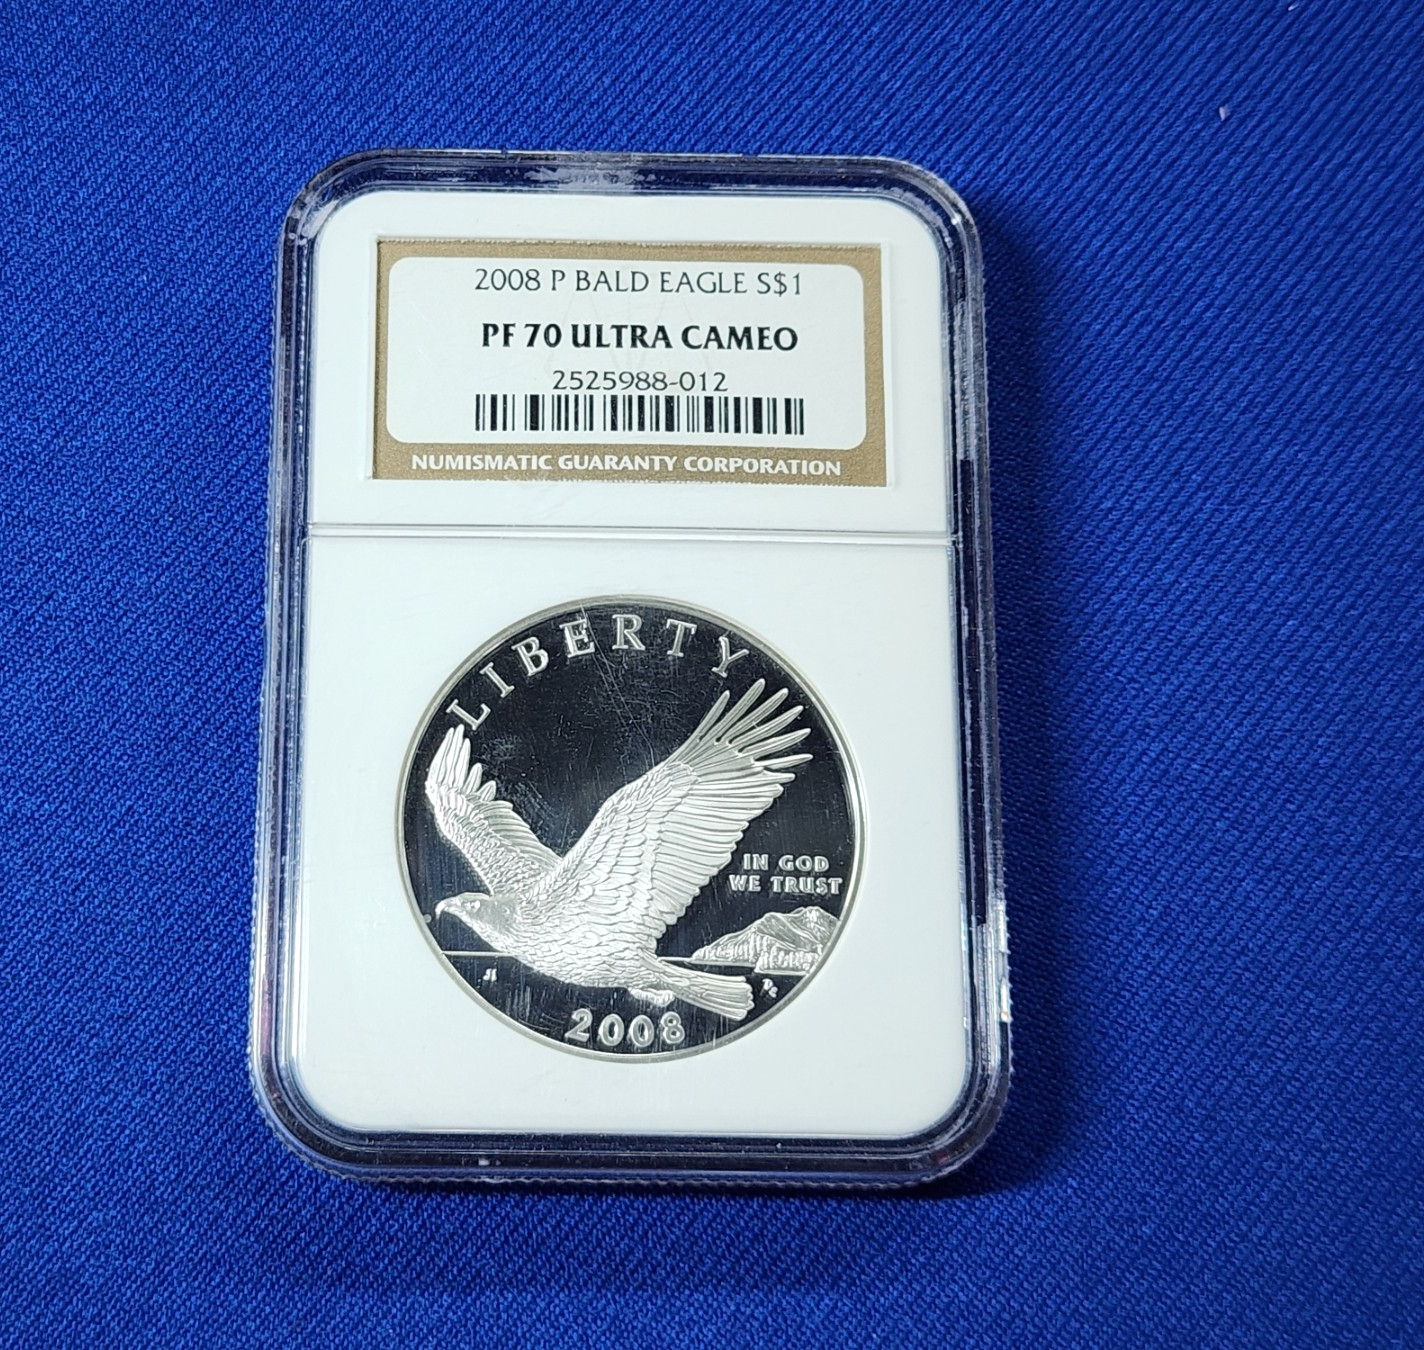 2008 P BALD EAGLE S$1
PF 70 ULTRA CAMEO
2525988-012
NUMISMATIC GUARANTY CORPORATION
LIBERTY
IN GOD
WE TRUST
2008